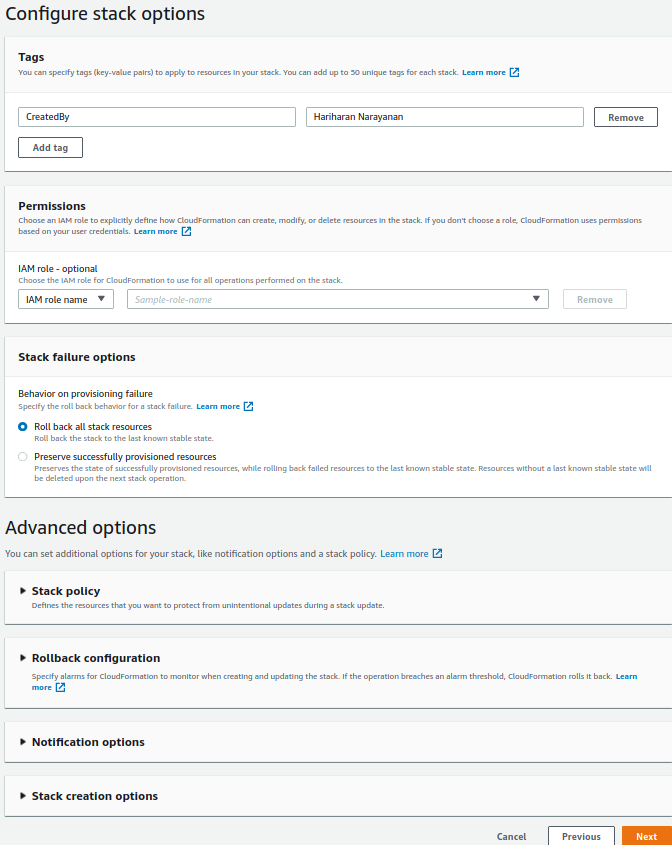 Configure stack options
Tags
You can specify tags (key-value pairs) to apply to resources in your stack. You can add up to 50 unique tags for each stack. Learn more
CreatedBy
Hariharan Narayanan
Remove
Add tag
Permissions
Choose an IAM role to explicitly define how CloudFormation can create, modify, or delete resources in the stack. If you don't choose a role, CloudFormation uses permissions
based on your user credentials. Learn more
IAM role - optional
Choose the IAM role for CloudFormation to use for all operations performed on the stack.
IAM role name
Sample-role-name
Remove
Stack failure options
Behavior on provisioning failure
Specify the roll back behavior for a stack failure. Learn more
Roll back all stack resources
Roll back the stack to the last known stable state.
Preserve successfully provisioned resources
Preserves the state of successfully provisioned resources, while rolling back failed resources to the last known stable state. Resources without a last known stable state will
be deleted upon the next stack operation.
Advanced options
You can set additional options for your stack, like notification options and a stack policy. Learn more
Stack policy
Defines the resources that you want to protect from unintentional updates during a stack update.
Rollback configuration
Specify alarms for CloudFormation to monitor when creating and updating the stack. If the operation breaches an alarm threshold, CloudFormation rolls it back. Learn
more
Notification options
Stack creation options
Cancel
Previous
Next